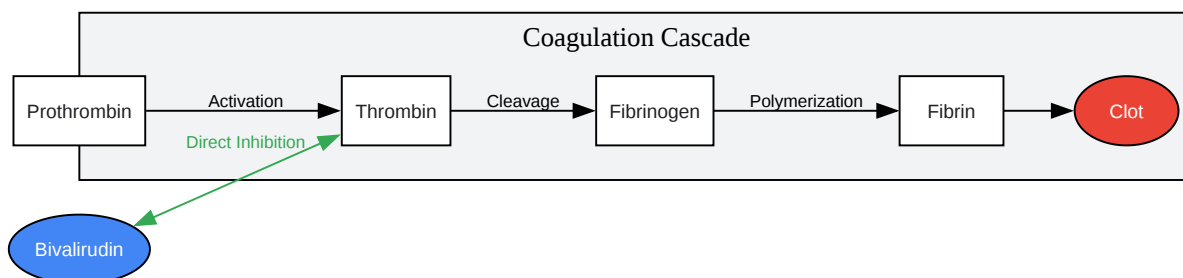 Coagulation Cascade
Prothrombin
Activation
Thrombin
Cleavage
Fibrinogen
Polymerization
Fibrin
Clot
Direct Inhibition
Bivalirudin